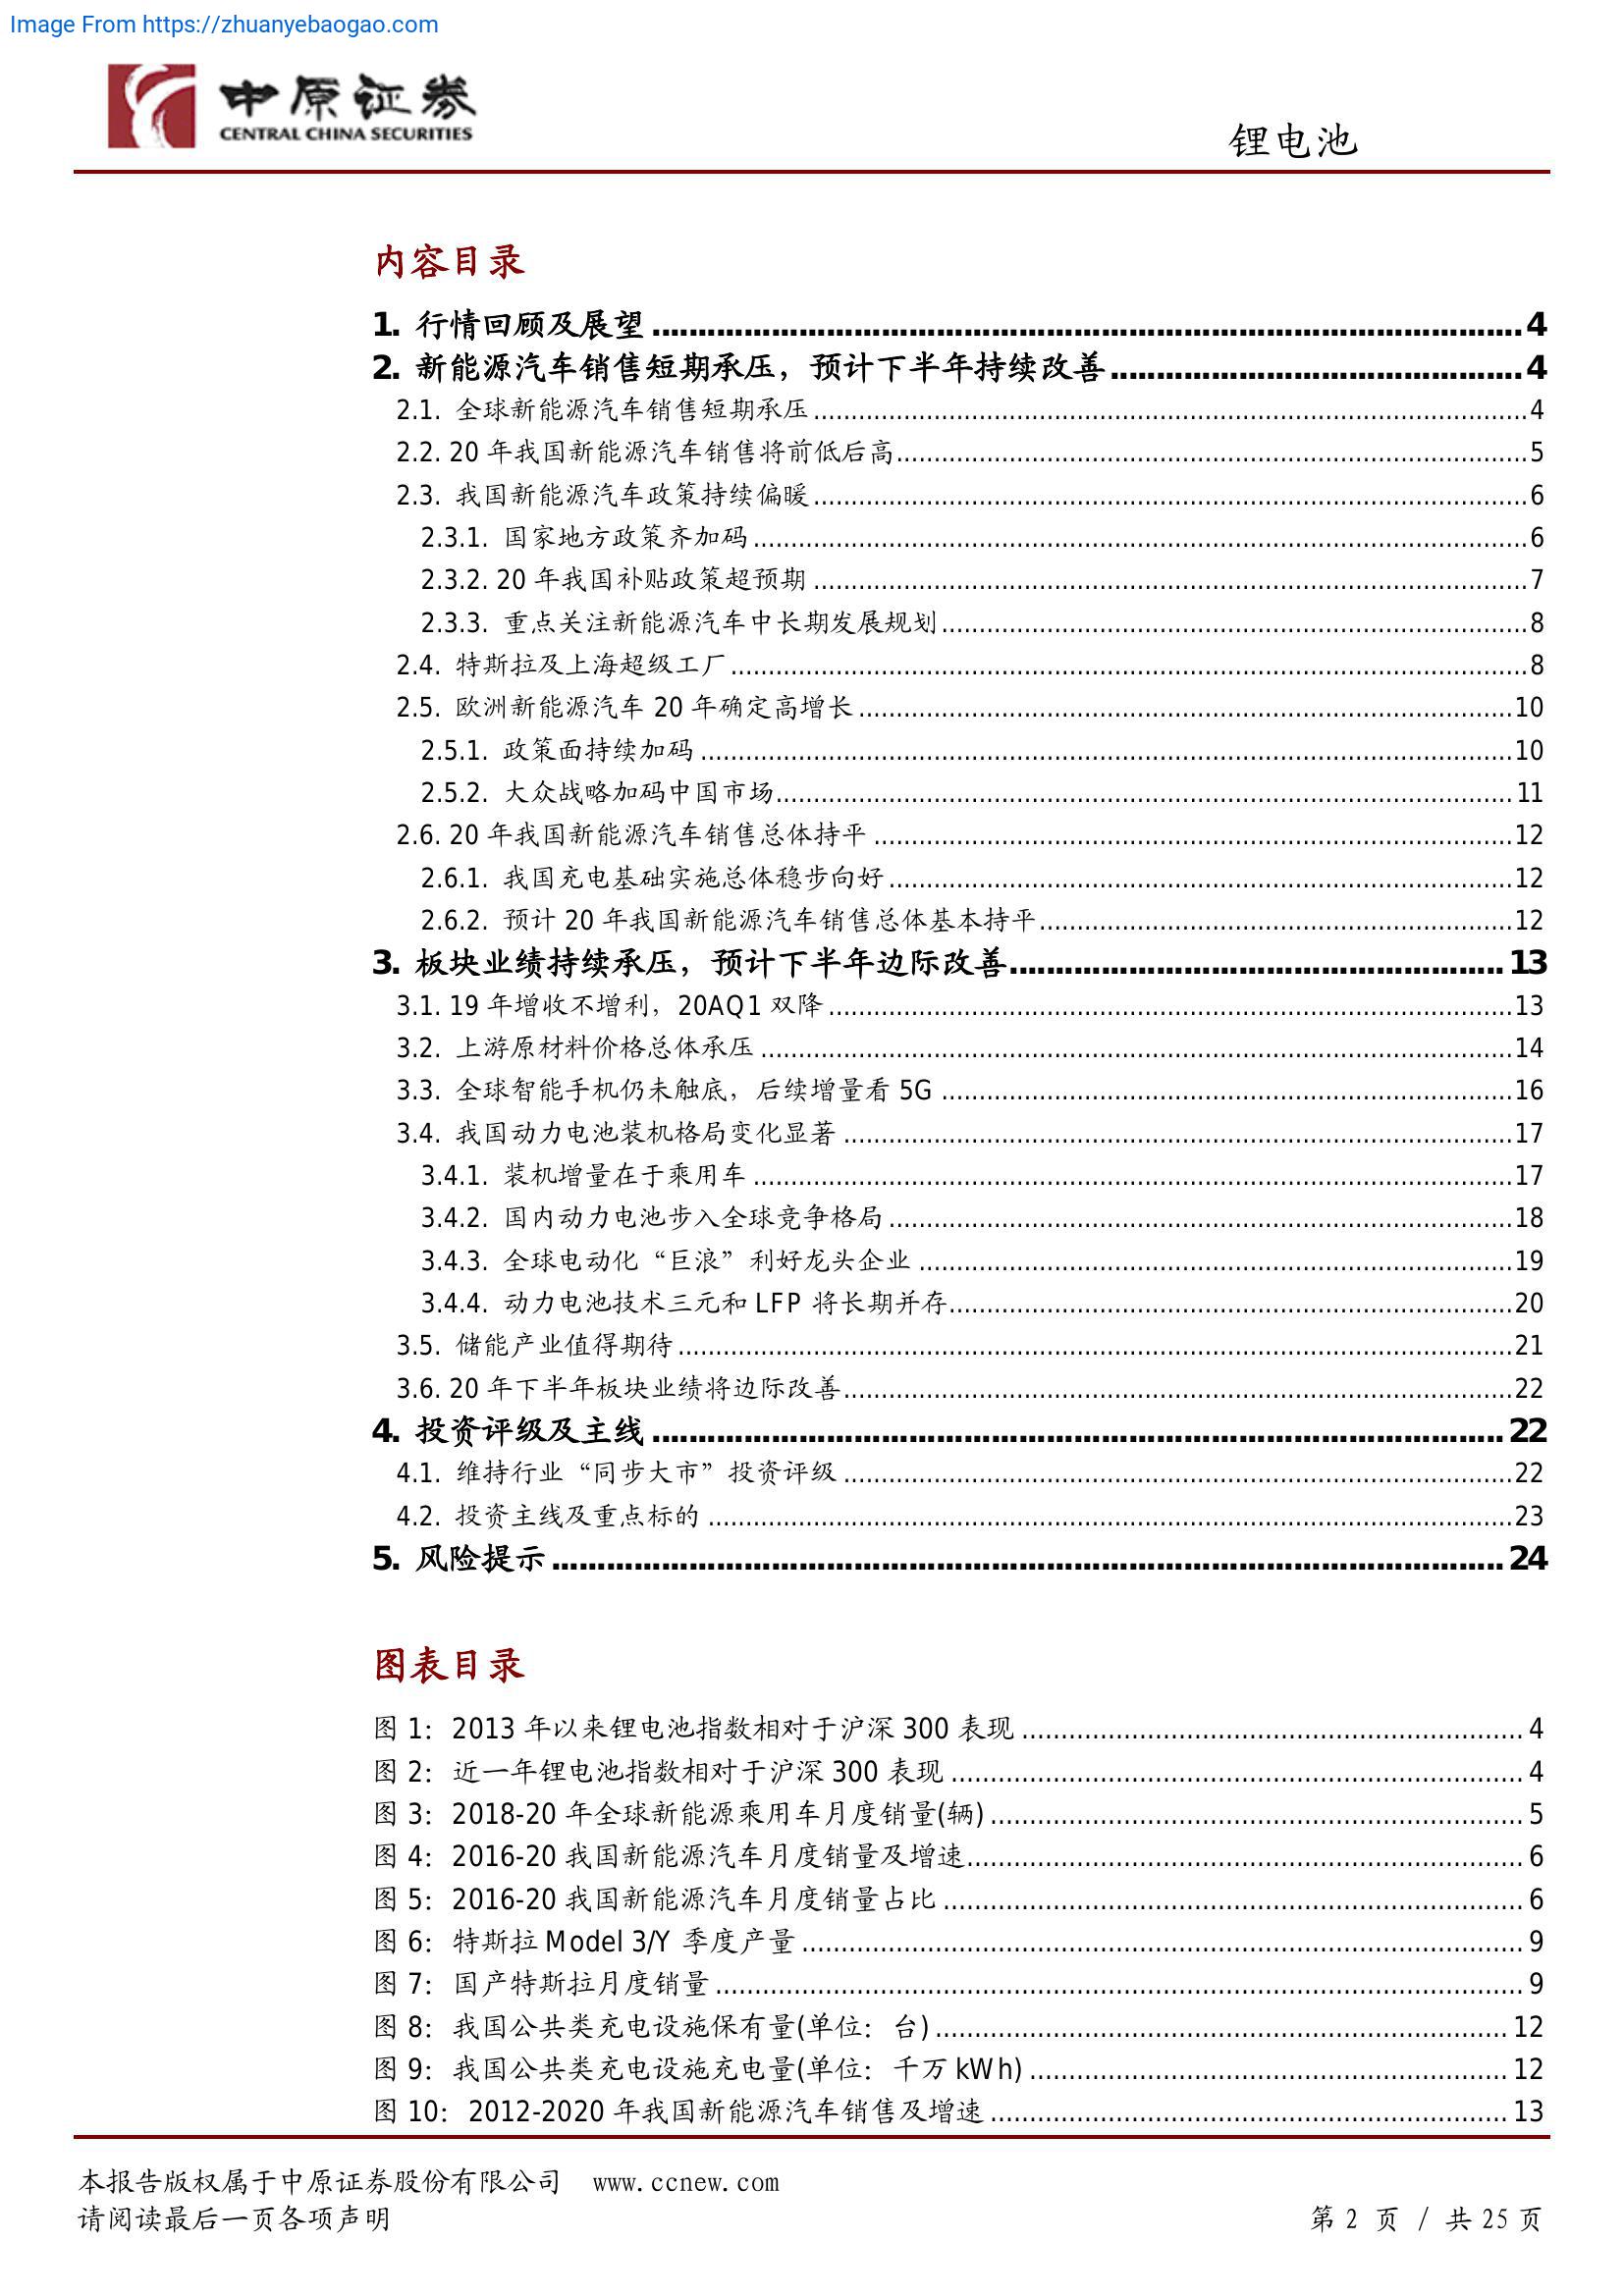 Image From https://zhuanyebaogao.com
中原证券
CENTRAL CHINA SECURITIES
锂电池
内容目录
1. 行情回顾及展望 ........ 4
2. 新能源汽车销售短期承压，预计下半年持续改善 ........ 4
2.1. 全球新能源汽车销售短期承压 ........ 4
2.2. 20 年我国新能源汽车销售将前低后高 ........ 5
2.3. 我国新能源汽车政策持续偏暖 ........ 6
2.3.1. 国家地方政策齐加码 ........ 6
2.3.2. 20 年我国补贴政策超预期 ........ 7
2.3.3. 重点关注新能源汽车中长期发展规划 ........ 8
2.4. 特斯拉及上海超级工厂 ........ 8
2.5. 欧洲新能源汽车 20 年确定高增长 ........ 10
2.5.1. 政策面持续加码 ........ 10
2.5.2. 大众战略加码中国市场 ........ 11
2.6. 20 年我国新能源汽车销售总体持平 ........ 12
2.6.1. 我国充电基础实施总体稳步向好 ........ 12
2.6.2. 预计 20 年我国新能源汽车销售总体基本持平 ........ 12
3. 板块业绩持续承压，预计下半年边际改善 ........ 13
3.1. 19 年增收不增利，20AQ1 双降 ........ 13
3.2. 上游原材料价格总体承压 ........ 14
3.3. 全球智能手机仍未触底，后续增量看 5G ........ 16
3.4. 我国动力电池装机格局变化显著 ........ 17
3.4.1. 装机增量在于乘用车 ........ 17
3.4.2. 国内动力电池步入全球竞争格局 ........ 18
3.4.3. 全球电动化“巨浪”利好龙头企业 ........ 19
3.4.4. 动力电池技术三元和 LFP 将长期并存 ........ 20
3.5. 储能产业值得期待 ........ 21
3.6. 20 年下半年板块业绩将边际改善 ........ 22
4. 投资评级及主线 ........ 22
4.1. 维持行业“同步大市”投资评级 ........ 22
4.2. 投资主线及重点标的 ........ 23
5. 风险提示 ........ 24
图表目录
图 1：2013 年以来锂电池指数相对于沪深 300 表现 ........ 4
图 2：近一年锂电池指数相对于沪深 300 表现 ........ 4
图 3：2018-20 年全球新能源乘用车月度销量(辆) ........ 5
图 4：2016-20 我国新能源汽车月度销量及增速 ........ 6
图 5：2016-20 我国新能源汽车月度销量占比 ........ 6
图 6：特斯拉 Model 3/Y 季度产量 ........ 9
图 7：国产特斯拉月度销量 ........ 9
图 8：我国公共类充电设施保有量(单位：台) ........ 12
图 9：我国公共类充电设施充电量(单位：千万 kWh) ........ 12
图 10：2012-2020 年我国新能源汽车销售及增速 ........ 13
本报告版权属于中原证券股份有限公司 www.ccnew.com
请阅读最后一页各项声明
第 2 页 / 共 25 页